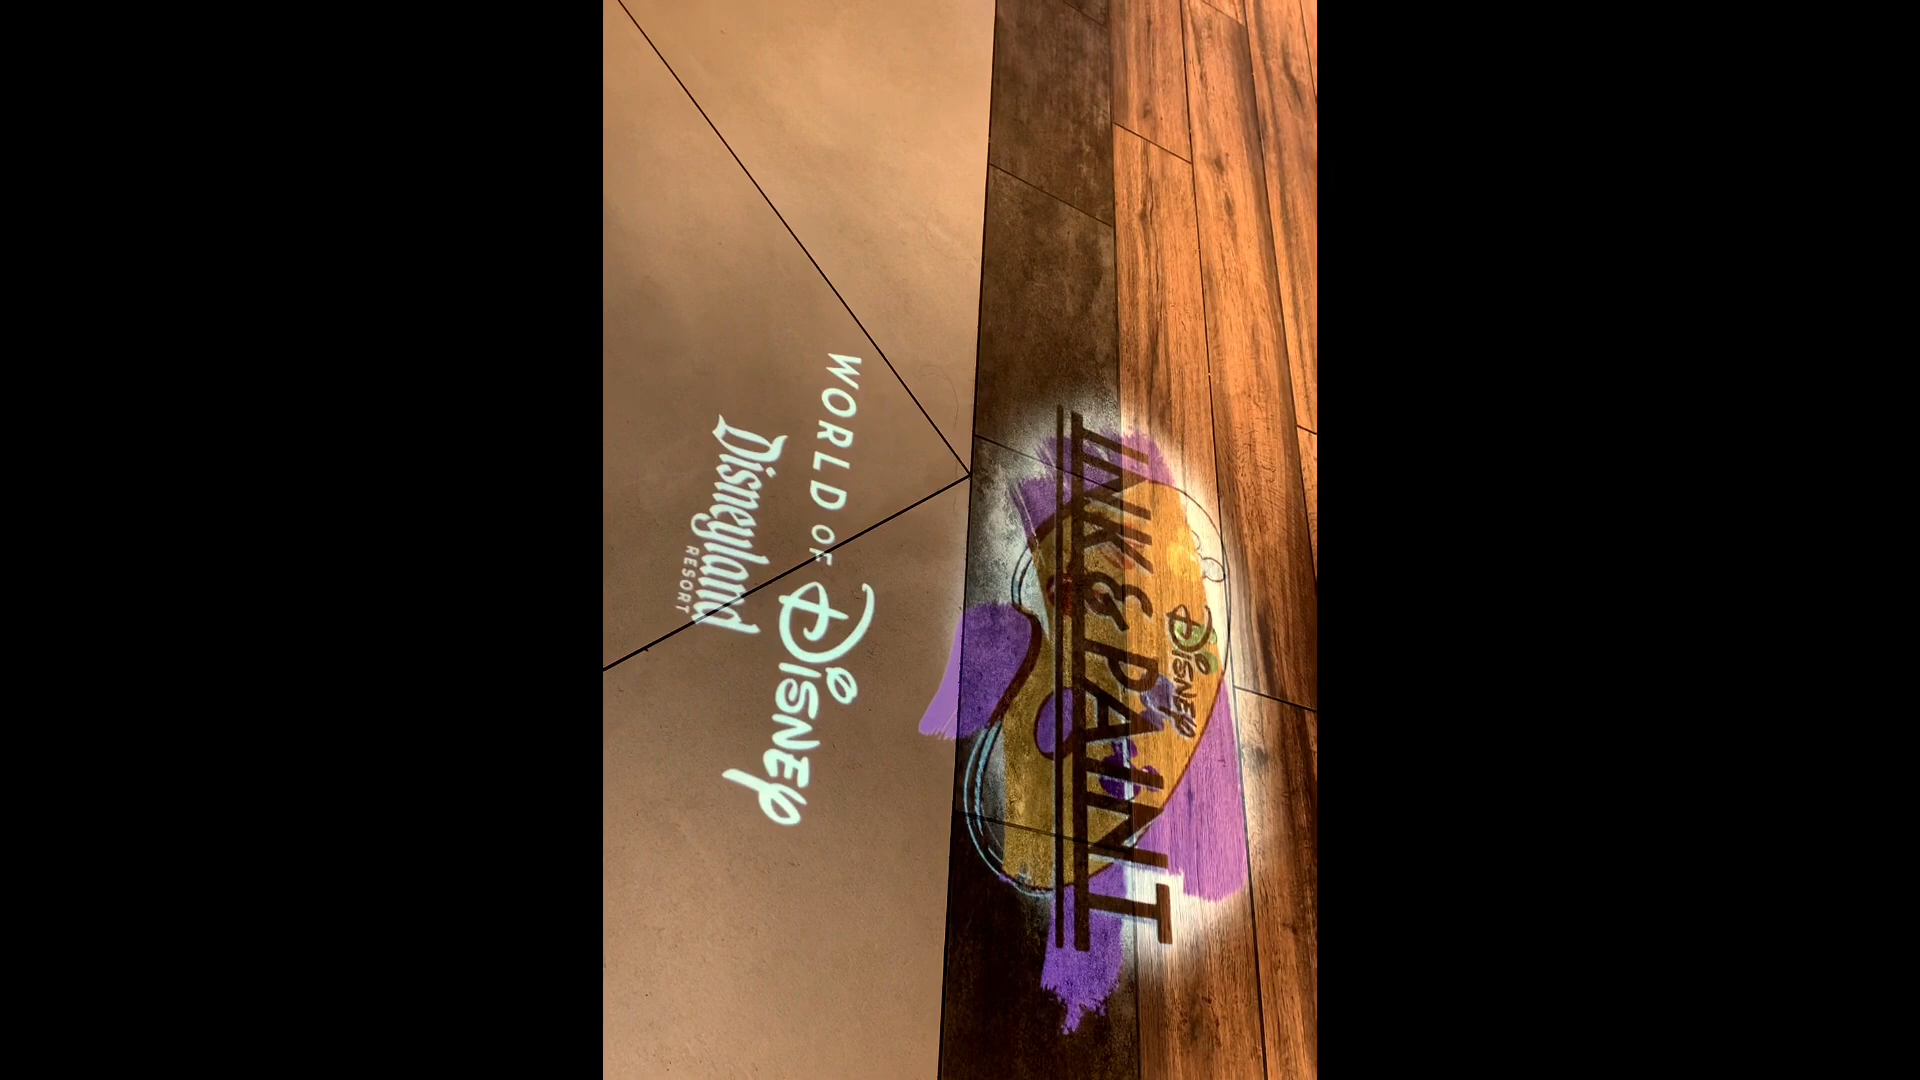 Disney
INK & PAINT
WORLD OF Disney
Disneyland
RESORT